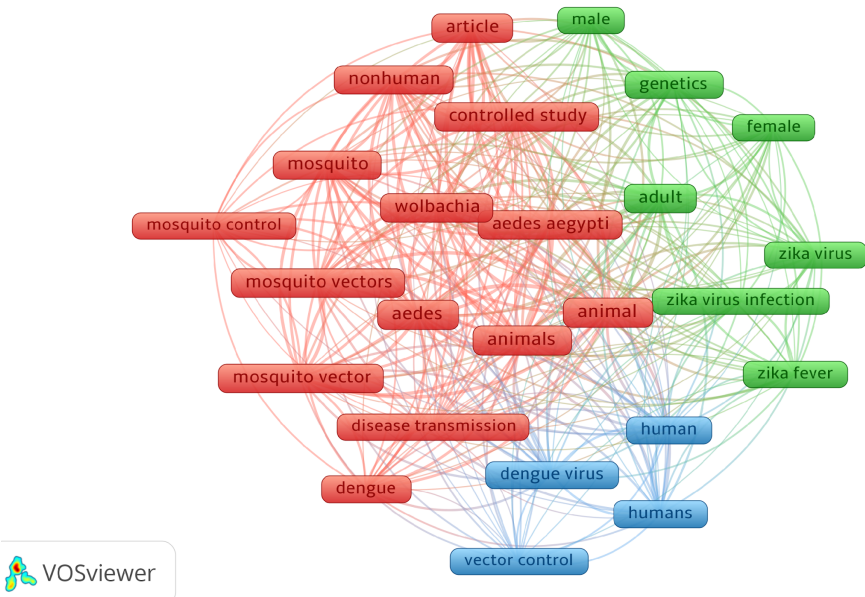 article
male
nonhuman
genetics
controlled study
female
mosquito
adult
wolbachia
mosquito control
aedes aegypti
zika virus
mosquito vectors
zika virus infection
aedes
animal
animals
mosquito vector
zika fever
disease transmission
human
dengue virus
dengue
humans
vector control
VOSviewer